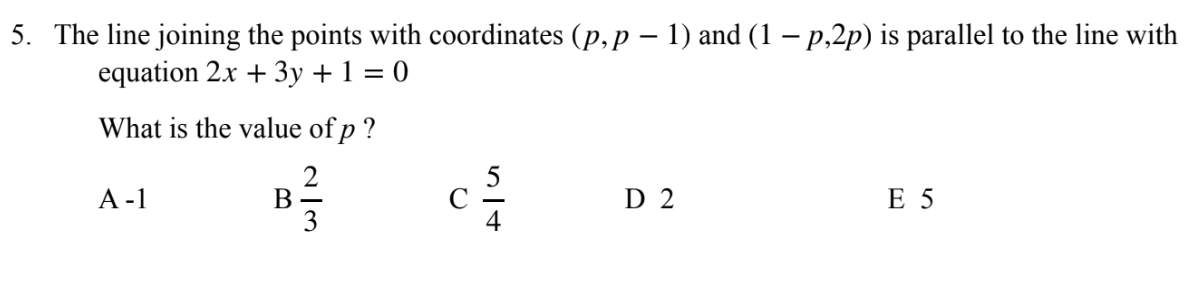 5. The line joining the points with coordinates (p, p − 1) and (1 − p,2p) is parallel to the line with
equation 2x + 3y + 1 = 0
What is the value of p ?
A -1 B 2/3 C 5/4 D 2 E 5